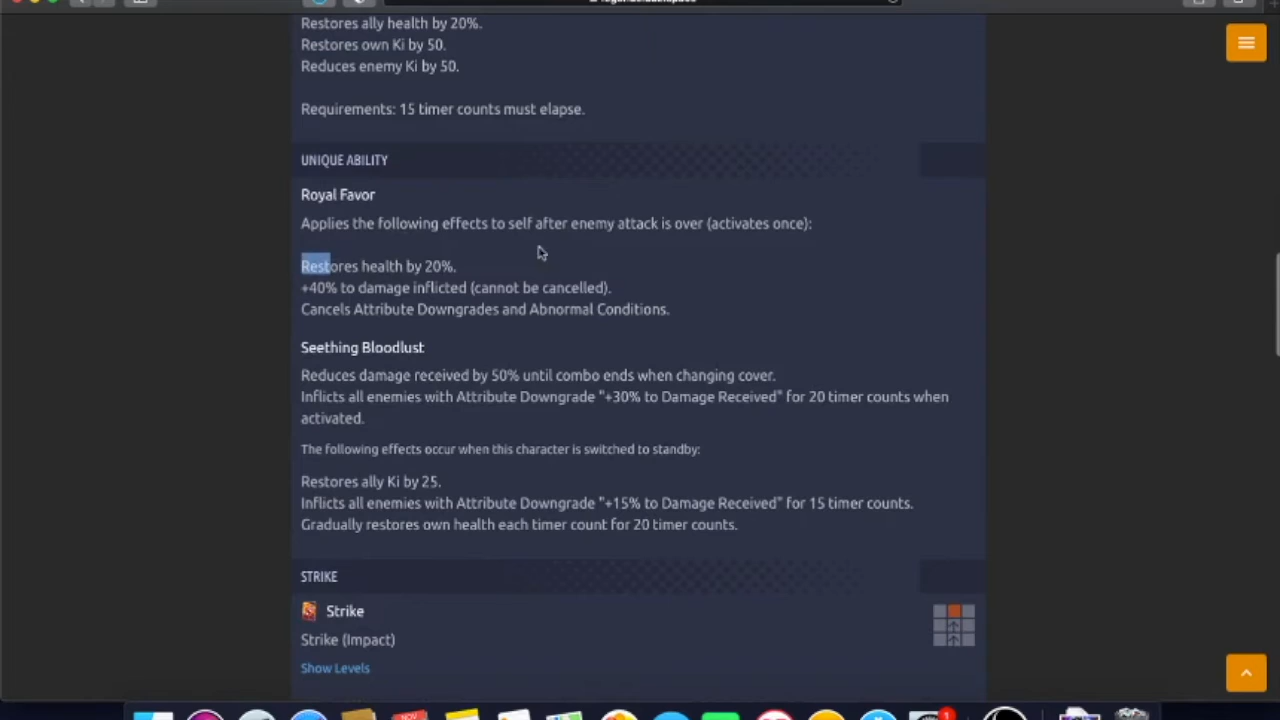 Restores ally health by 20%.
Restores own Ki by 50.
Reduces enemy Ki by 50.
Requirements: 15 timer counts must elapse.
UNIQUE ABILITY
Royal Favor
Applies the following effects to self after enemy attack is over (activates once):
Restores health by 20%.
+40% to damage inflicted (cannot be cancelled).
Cancels Attribute Downgrades and Abnormal Conditions.
Seething Bloodlust
Reduces damage received by 50% until combo ends when changing cover.
Inflicts all enemies with Attribute Downgrade "+30% to Damage Received" for 20 timer counts when
activated.
The following effects occur when this character is switched to standby:
Restores ally Ki by 25.
Inflicts all enemies with Attribute Downgrade "+15% to Damage Received" for 15 timer counts.
Gradually restores own health each timer count for 20 timer counts.
STRIKE
Strike
Strike (Impact)
Show Levels
NOV
1